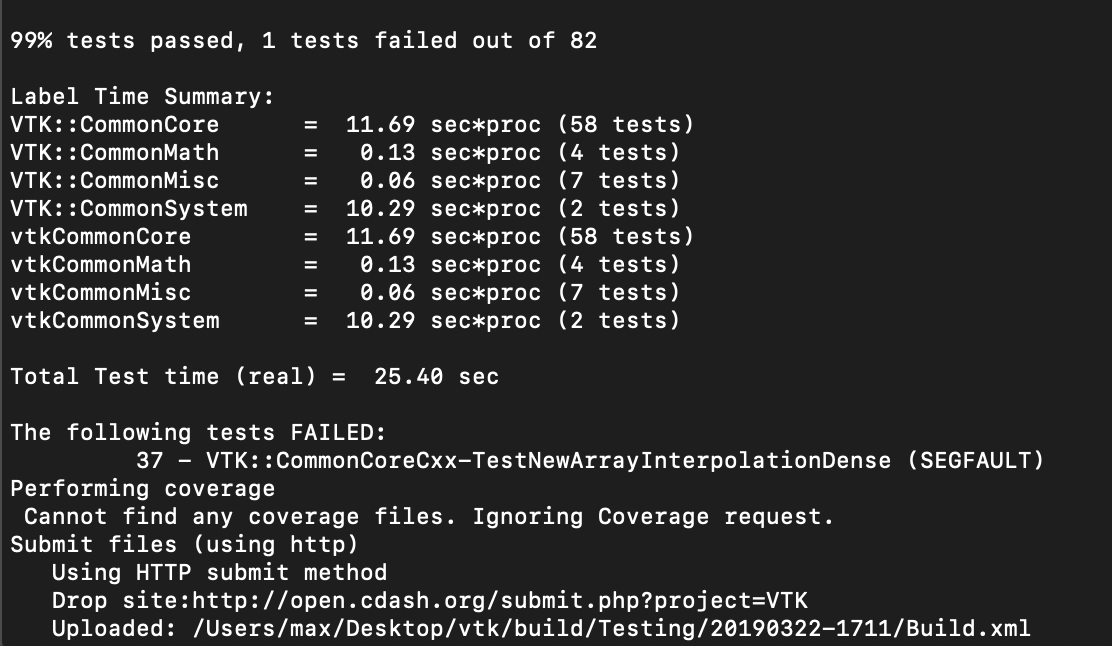 99% tests passed, 1 tests failed out of 82
Label Time Summary:
VTK::CommonCore      =  11.69 sec*proc (58 tests)
VTK::CommonMath      =   0.13 sec*proc (4 tests)
VTK::CommonMisc      =   0.06 sec*proc (7 tests)
VTK::CommonSystem    =  10.29 sec*proc (2 tests)
vtkCommonCore        =  11.69 sec*proc (58 tests)
vtkCommonMath        =   0.13 sec*proc (4 tests)
vtkCommonMisc        =   0.06 sec*proc (7 tests)
vtkCommonSystem      =  10.29 sec*proc (2 tests)
Total Test time (real) =  25.40 sec
The following tests FAILED:
         37 - VTK::CommonCoreCxx-TestNewArrayInterpolationDense (SEGFAULT)
Performing coverage
 Cannot find any coverage files. Ignoring Coverage request.
Submit files (using http)
   Using HTTP submit method
   Drop site:http://open.cdash.org/submit.php?project=VTK
   Uploaded: /Users/max/Desktop/vtk/build/Testing/20190322-1711/Build.xml